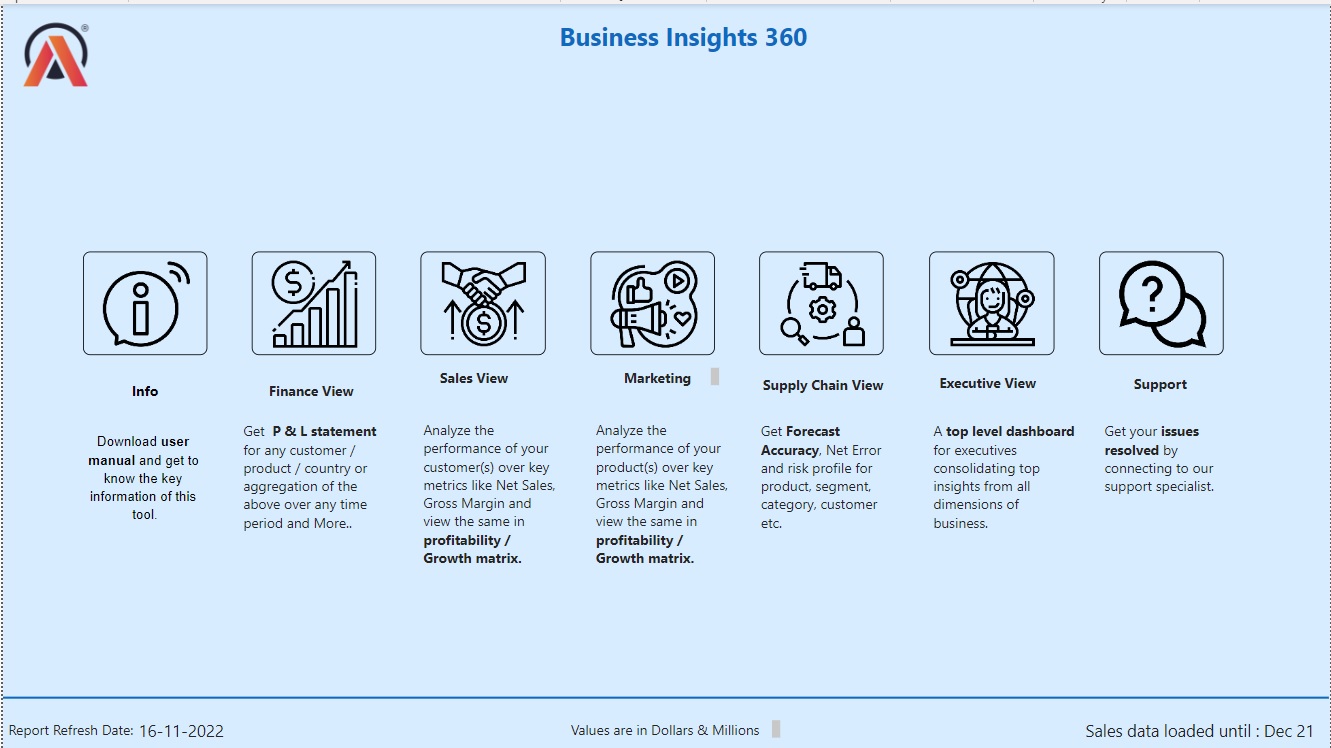 ®
Business Insights 360
Info
Download user
manual and get to
know the key
information of this
tool.
Finance View
Get P & L statement
for any customer /
product / country or
aggregation of the
above over any time
period and More..
Sales View
Analyze the
performance of your
customer(s) over key
metrics like Net Sales,
Gross Margin and
view the same in
profitability /
Growth matrix.
Marketing
Analyze the
performance of your
product(s) over key
metrics like Net Sales,
Gross Margin and
view the same in
profitability /
Growth matrix.
Supply Chain View
Get Forecast
Accuracy, Net Error
and risk profile for
product, segment,
category, customer
etc.
Executive View
A top level dashboard
for executives
consolidating top
insights from all
dimensions of
business.
Support
Get your issues
resolved by
connecting to our
support specialist.
Report Refresh Date: 16-11-2022
Values are in Dollars & Millions
Sales data loaded until : Dec 21